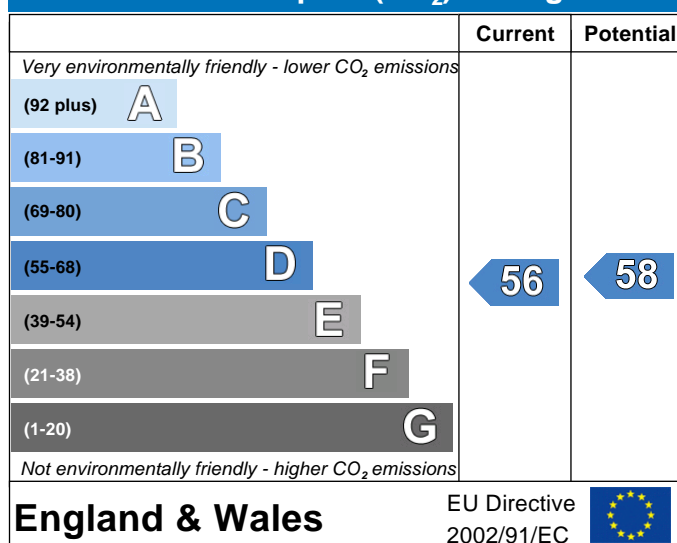 Current Potential
Very environmentally friendly - lower CO₂ emissions
(92 plus) A
(81-91) B
(69-80) C
(55-68) D 56 58
(39-54) E
(21-38) F
(1-20) G
Not environmentally friendly - higher CO₂ emissions
England & Wales
EU Directive
2002/91/EC